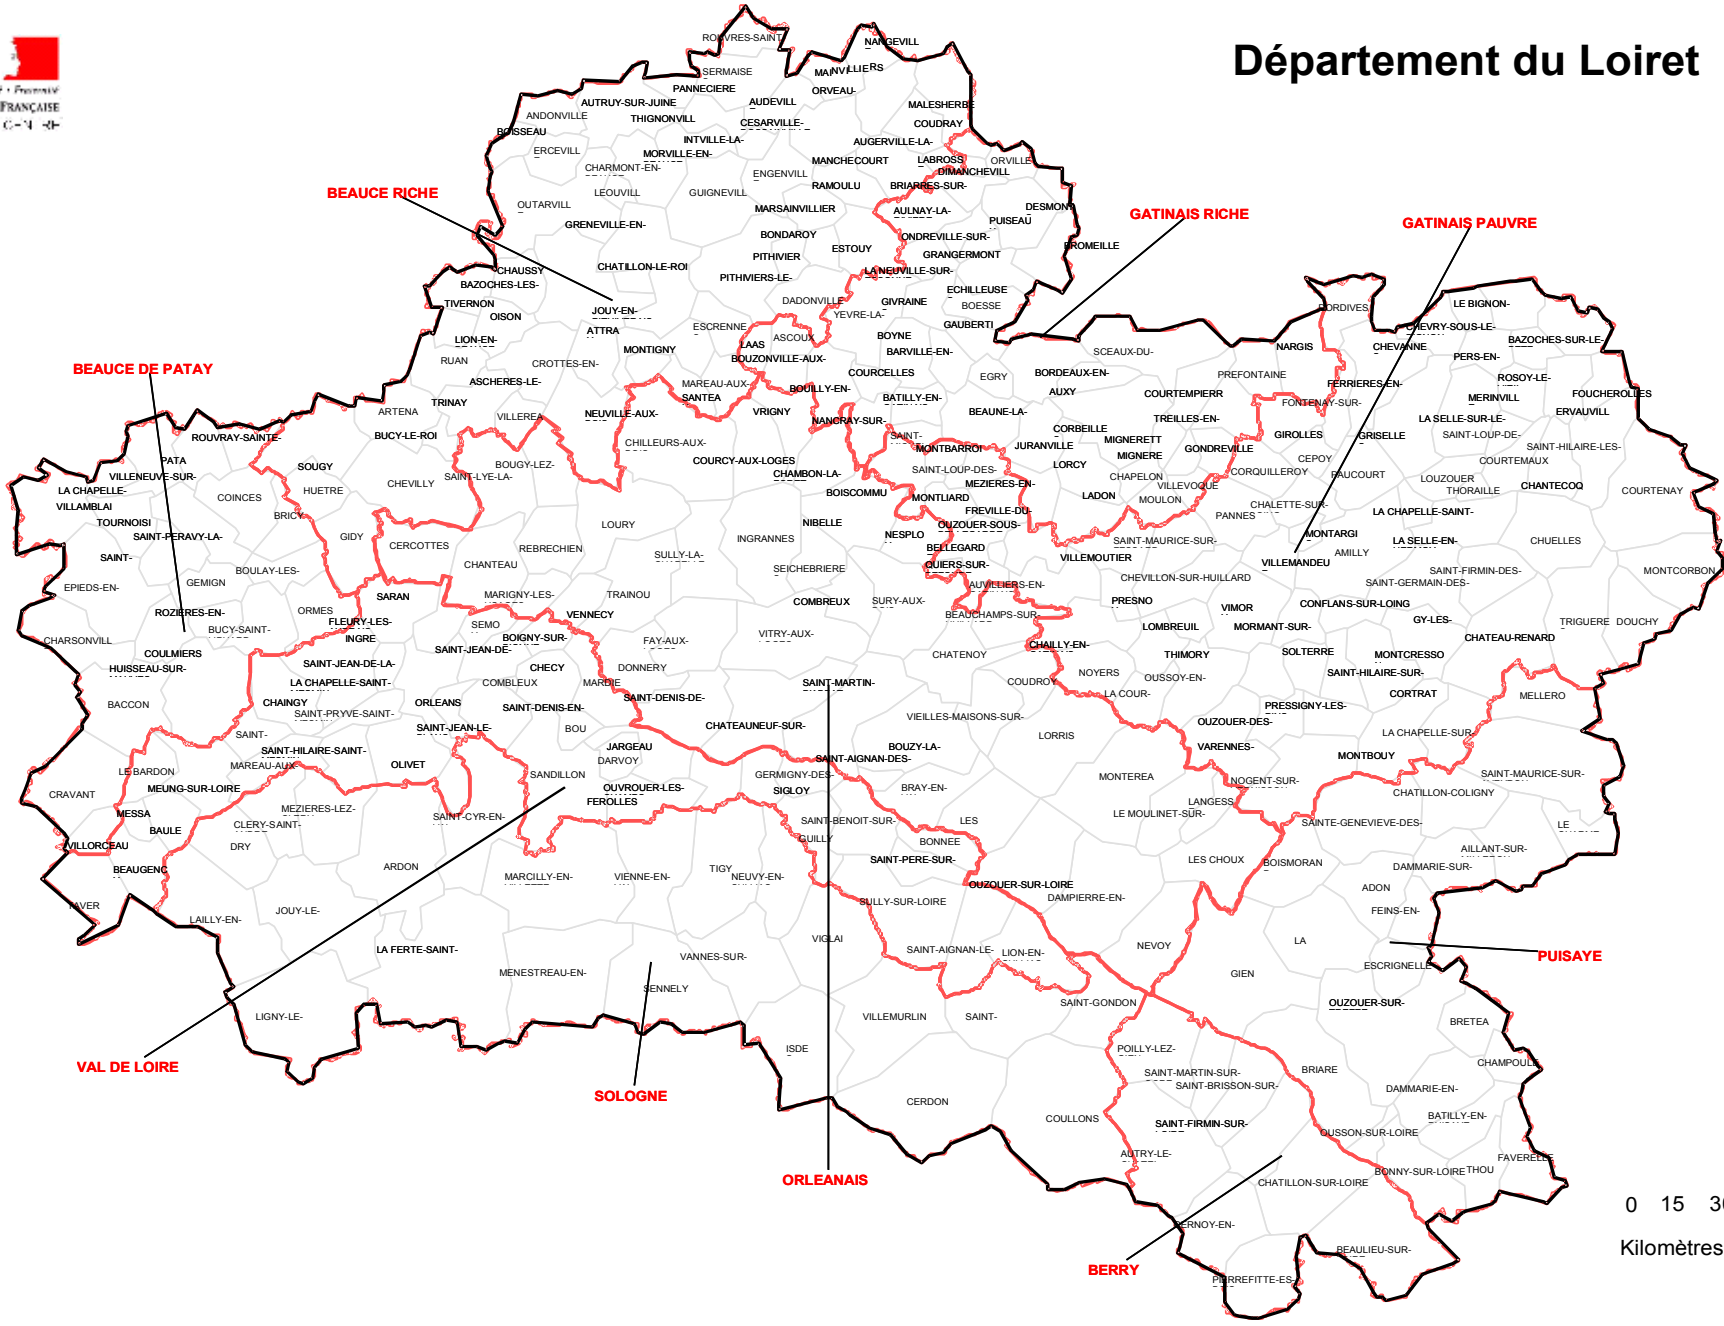 Département du Loiret
FRANÇAISE
ROUVRES-SAINT-
NANGEVILL
SERMAISE
MAINVILLIERS
PANNECIERE
ORVEAU-
AUTRUY-SUR-JUINE
AUDEVILL
MALESHERBE
ANDONVILLE
THIGNONVILL
CESARVILLE-
COUDRAY
BOISSEAU
INTVILLE-LA-
AUGERVILLE-LA-
ERCEVILL
MORVILLE-EN-
MANCHECOURT
LABROSS
ORVILLE
CHARMONT-EN-
ENGENVILL
DIMANCHEVILL
BEAUCE RICHE
LEOUVILL
GUIGNEVILL
RAMOULU
BRIARRES-SUR-
OUTARVILL
MARSAINVILLIER
AULNAY-LA-
DESMONT
GATINAIS RICHE
GRENEVILLE-EN-
PUISEAU
GATINAIS PAUVRE
BONDAROY
ONDREVILLE-SUR-
ESTOUY
BROMEILLE
PITHIVIER
GRANGERMONT
CHAUSSY
CHATILLON-LE-ROI
PITHIVIERS-LE-
LA NEUVILLE-SUR-
BAZOCHES-LES-
ECHILLEUSE
TIVERNON
DADONVILLE
GIVRAINE
BOESSE
DORDIVES
LE BIGNON-
OISON
JOUY-EN-
YEVRE-LA-
GAUBERTI
CHEVRY-SOUS-LE-
LION-EN-
ATTRA
ESCRENNE
ASCOUX
BOYNE
BAZOCHES-SUR-LE-
RUAN
MONTIGNY
LAAS
BARVILLE-EN-
SCEAUX-DU-
NARGIS
CHEVANNE
CROTTES-EN-
BOUZONVILLE-AUX-
PERS-EN-
BEAUCE DE PATAY
ASCHERES-LE-
MAREAU-AUX-
BOUILLY-EN-
COURCELLES
EGRY
BORDEAUX-EN-
PREFONTAINE
ROSOY-LE-
SANTEA
BATILLY-EN-
AUXY
COURTEMPIERR
FERRIERES-EN-
MERINVILL
FOUCHEROLLES
ARTENA
TRINAY
VILLEREA
NEUVILLE-AUX-
VRIGNY
NANCRAY-SUR-
BEAUNE-LA-
TREILLES-EN-
FONTENAY-SUR-
LA SELLE-SUR-LE-
ERVAUVILL
ROUVRAY-SAINTE-
BUCY-LE-ROI
CHILLEURS-AUX-
SAINT-
CORBEILLE
MIGNERETT
GIROLLES
GRISELLE
SAINT-LOUP-DE-
SAINT-HILAIRE-LES-
PATA
SOUGY
BOUGY-LEZ-
COURCY-AUX-LOGES
MONTBARROI
JURANVILLE
MIGNERE
GONDREVILLE
CEPOY
COURTEMAUX
VILLENEUVE-SUR-
SAINT-LYE-LA-
CHAMBON-LA-
SAINT-LOUP-DES-
LORCY
CHAPELON
CORQUILLEROY
PAUCOURT
LOUZOUER
LA CHAPELLE-
HUETRE
CHEVILLY
BOISCOMMU
MEZIERES-EN-
VILLEVOQUE
THORAILLE
CHANTECOQ
COURTENAY
VILLAMBLAI
COINCES
MONTLIARD
LADON
MOULON
CHALETTE-SUR-
TOURNOISI
BRICY
LOURY
NIBELLE
FREVILLE-DU-
PANNES
LA CHAPELLE-SAINT-
SAINT-PERAVY-LA-
GIDY
INGRANNES
NESPLO
OUZOUER-SOUS-
MONTARGI
CHUELLES
SAINT-
CERCOTTES
REBRECHIEN
SULLY-LA-
BELLEGARD
VILLEMOUTIER
SAINT-MAURICE-SUR-
AMILLY
LA SELLE-EN-
BOULAY-LES-
CHANTEAU
SEICHEBRIERE
QUIERS-SUR-
VILLEMANDEU
SAINT-FIRMIN-DES-
MONTCORBON
EPIEDS-EN-
GEMIGN
MARIGNY-LES-
TRAINOU
COMBREUX
SURY-AUX-
AUVILLIERS-EN-
CHEVILLON-SUR-HUILLARD
SAINT-GERMAIN-DES-
ROZIERES-EN-
ORMES
SARAN
VENNECY
BEAUCHAMPS-SUR-
PRESNO
VIMOR
CONFLANS-SUR-LOING
BUCY-SAINT-
FLEURY-LES-
SEMO
GY-LES-
TRIGUERE
DOUCHY
CHARSONVILL
INGRE
BOIGNY-SUR-
FAY-AUX-
VITRY-AUX-
CHAILLY-EN-
LOMBREUIL
MORMANT-SUR-
CHATEAU-RENARD
COULMIERS
SAINT-JEAN-DE-
CHATENOY
THIMORY
SOLTERRE
MONTCRESSO
HUISSEAU-SUR-
SAINT-JEAN-DE-LA-
CHECY
DONNERY
NOYERS
OUSSOY-EN-
SAINT-HILAIRE-SUR-
LA CHAPELLE-SAINT-
COMBLEUX
MARDIE
SAINT-MARTIN-
COUDROY
LA COUR-
CORTRAT
MELLERO
BACCON
CHAINGY
ORLEANS
SAINT-DENIS-EN-
SAINT-DENIS-DE-
PRESSIGNY-LES-
SAINT-PRYVE-SAINT-
VIEILLES-MAISONS-SUR-
SAINT-
SAINT-JEAN-LE-
BOU
CHATEAUNEUF-SUR-
LORRIS
OUZOUER-DES-
LA CHAPELLE-SUR-
SAINT-HILAIRE-SAINT-
JARGEAU
BOUZY-LA-
VARENNES-
LE BARDON
MAREAU-AUX-
OLIVET
DARVOY
SAINT-AIGNAN-DES-
MONTBOUY
SANDILLON
GERMIGNY-DES-
MONTEREA
NOGENT-SUR-
SAINT-MAURICE-SUR-
CRAVANT
MEUNG-SUR-LOIRE
OUVROUER-LES-
SIGLOY
BRAY-EN-
CHATILLON-COLIGNY
MESSA
MEZIERES-LEZ-
FEROLLES
LANGESS
CLERY-SAINT-
SAINT-CYR-EN-
SAINT-BENOIT-SUR-
LES
LE MOULINET-SUR-
SAINTE-GENEVIEVE-DES-
LE
BAULE
GUILLY
VILLORCEAU
DRY
BONNEE
AILLANT-SUR-
BEAUGENC
ARDON
TIGY
SAINT-PERE-SUR-
LES CHOUX
BOISMORAN
DAMMARIE-SUR-
MARCILLY-EN-
VIENNE-EN-
NEUVY-EN-
OUZOUER-SUR-LOIRE
ADON
TAVER
JOUY-LE-
SULLY-SUR-LOIRE
DAMPIERRE-EN-
FEINS-EN-
LAILLY-EN-
VIGLAI
LA
LA FERTE-SAINT-
VANNES-SUR-
SAINT-AIGNAN-LE-
LION-EN-
NEVOY
PUISAYE
MENESTREAU-EN-
GIEN
ESCRIGNELLE
SENNELY
LIGNY-LE-
VILLEMURLIN
SAINT-
SAINT-GONDON
OUZOUER-SUR-
BRETEA
ISDE
POILLY-LEZ-
VAL DE LOIRE
SAINT-MARTIN-SUR-
BRIARE
CHAMPOULE
SOLOGNE
CERDON
SAINT-BRISSON-SUR-
DAMMARIE-EN-
COULLONS
SAINT-FIRMIN-SUR-
BATILLY-EN-
OUSSON-SUR-LOIRE
AUTRY-LE-
FAVERELLE
ORLEANAIS
CHATILLON-SUR-LOIRE
BONNY-SUR-LOIRE
THOU
0 15
CERNOY-EN-
Kilomètres
BERRY
BEAULIEU-SUR-
PIERREFITTE-ES-